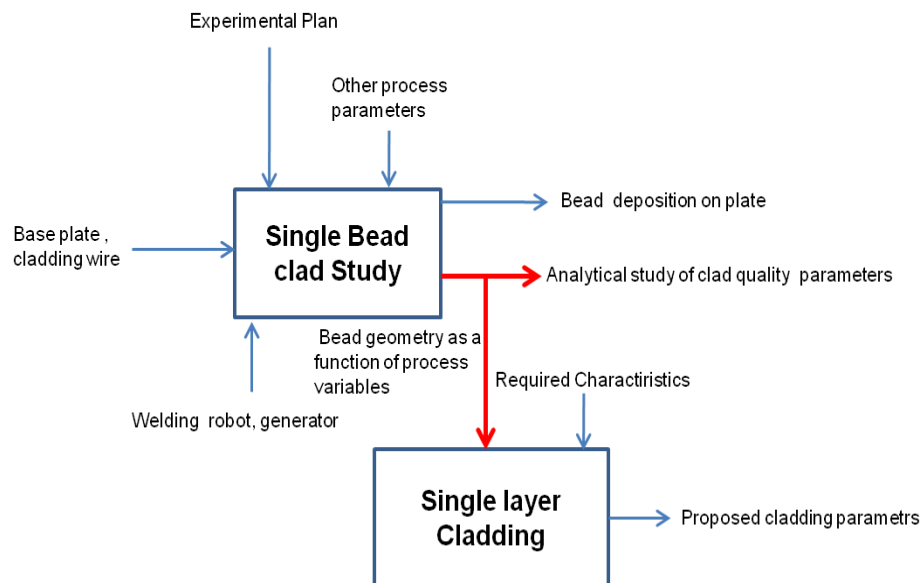 Experimental Plan
Other process
parameters
Single Bead
clad Study
Bead deposition on plate
Base plate ,
cladding wire
Analytical study of clad quality parameters
Bead geometry as a
function of process
variables
Required Charactiristics
Welding robot, generator
Single layer
Cladding
Proposed cladding parametrs